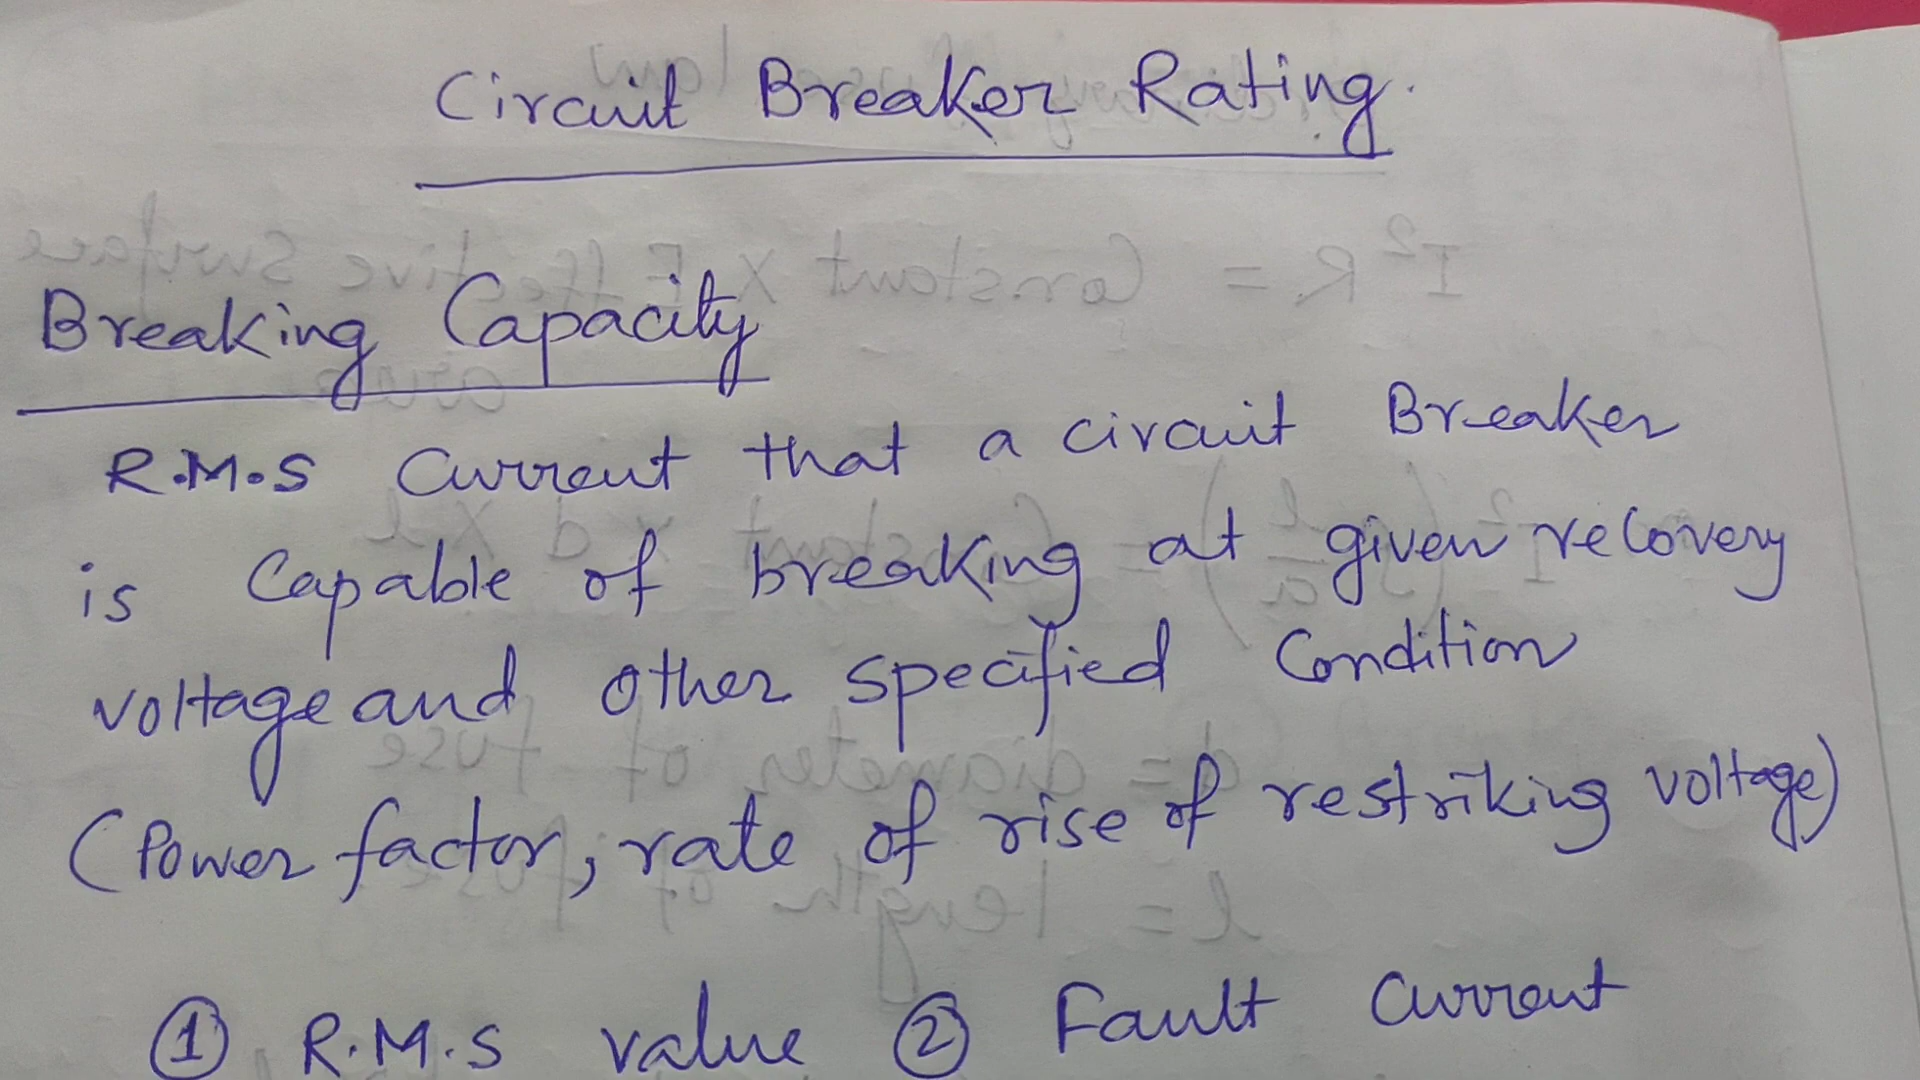 Circuit Breaker Rating.
Breaking Capacity
R.M.S Current that a circuit Breaker
is Capable of breaking at given recovery
voltage and other specified Condition
(Power factor, rate of rise of restriking voltage)
① R.M.S value ② Fault Current